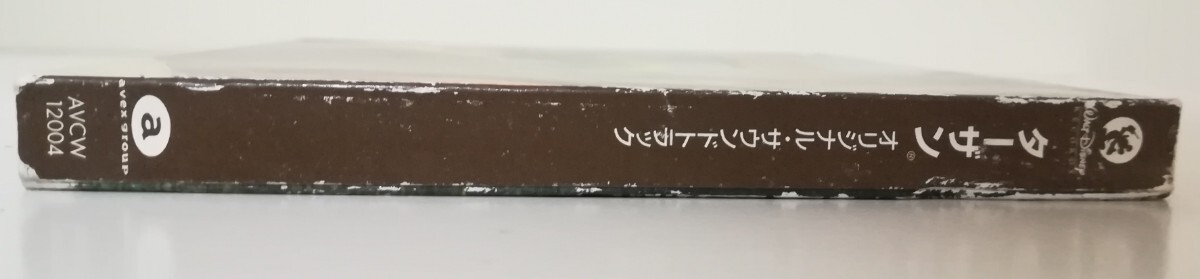 Walt Disney
RECORDS
ターザン®
オリジナル・サウンドトラック
a
avex group
AVCW
12004